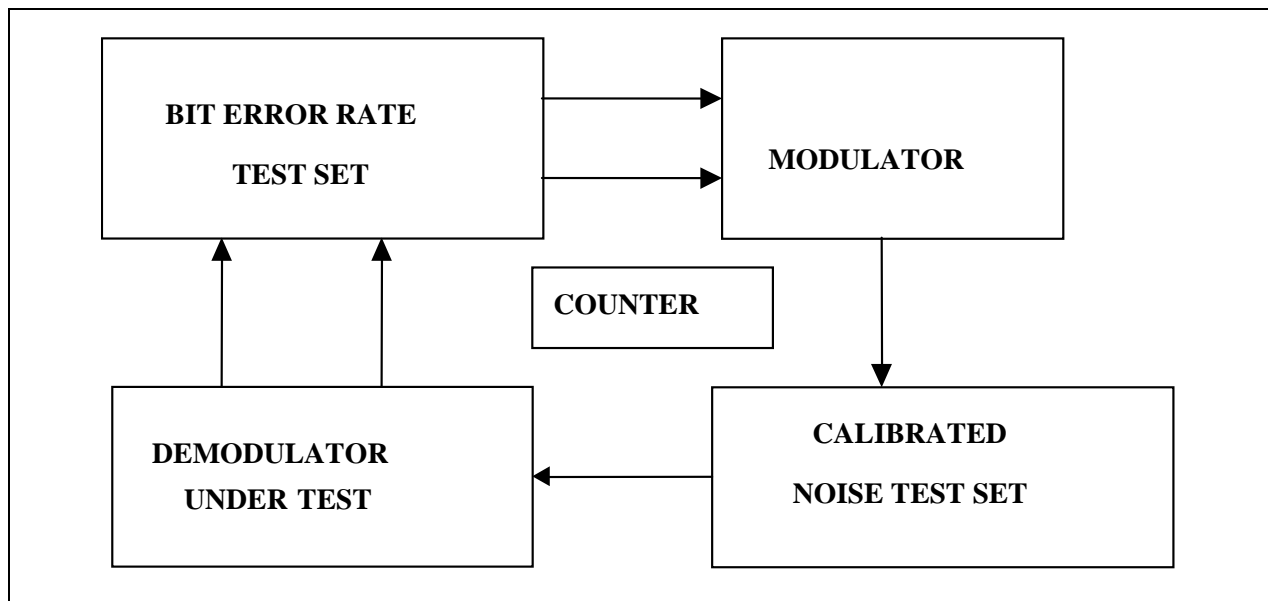 BIT ERROR RATE
TEST SET
MODULATOR
COUNTER
DEMODULATOR
UNDER TEST
CALIBRATED
NOISE TEST SET